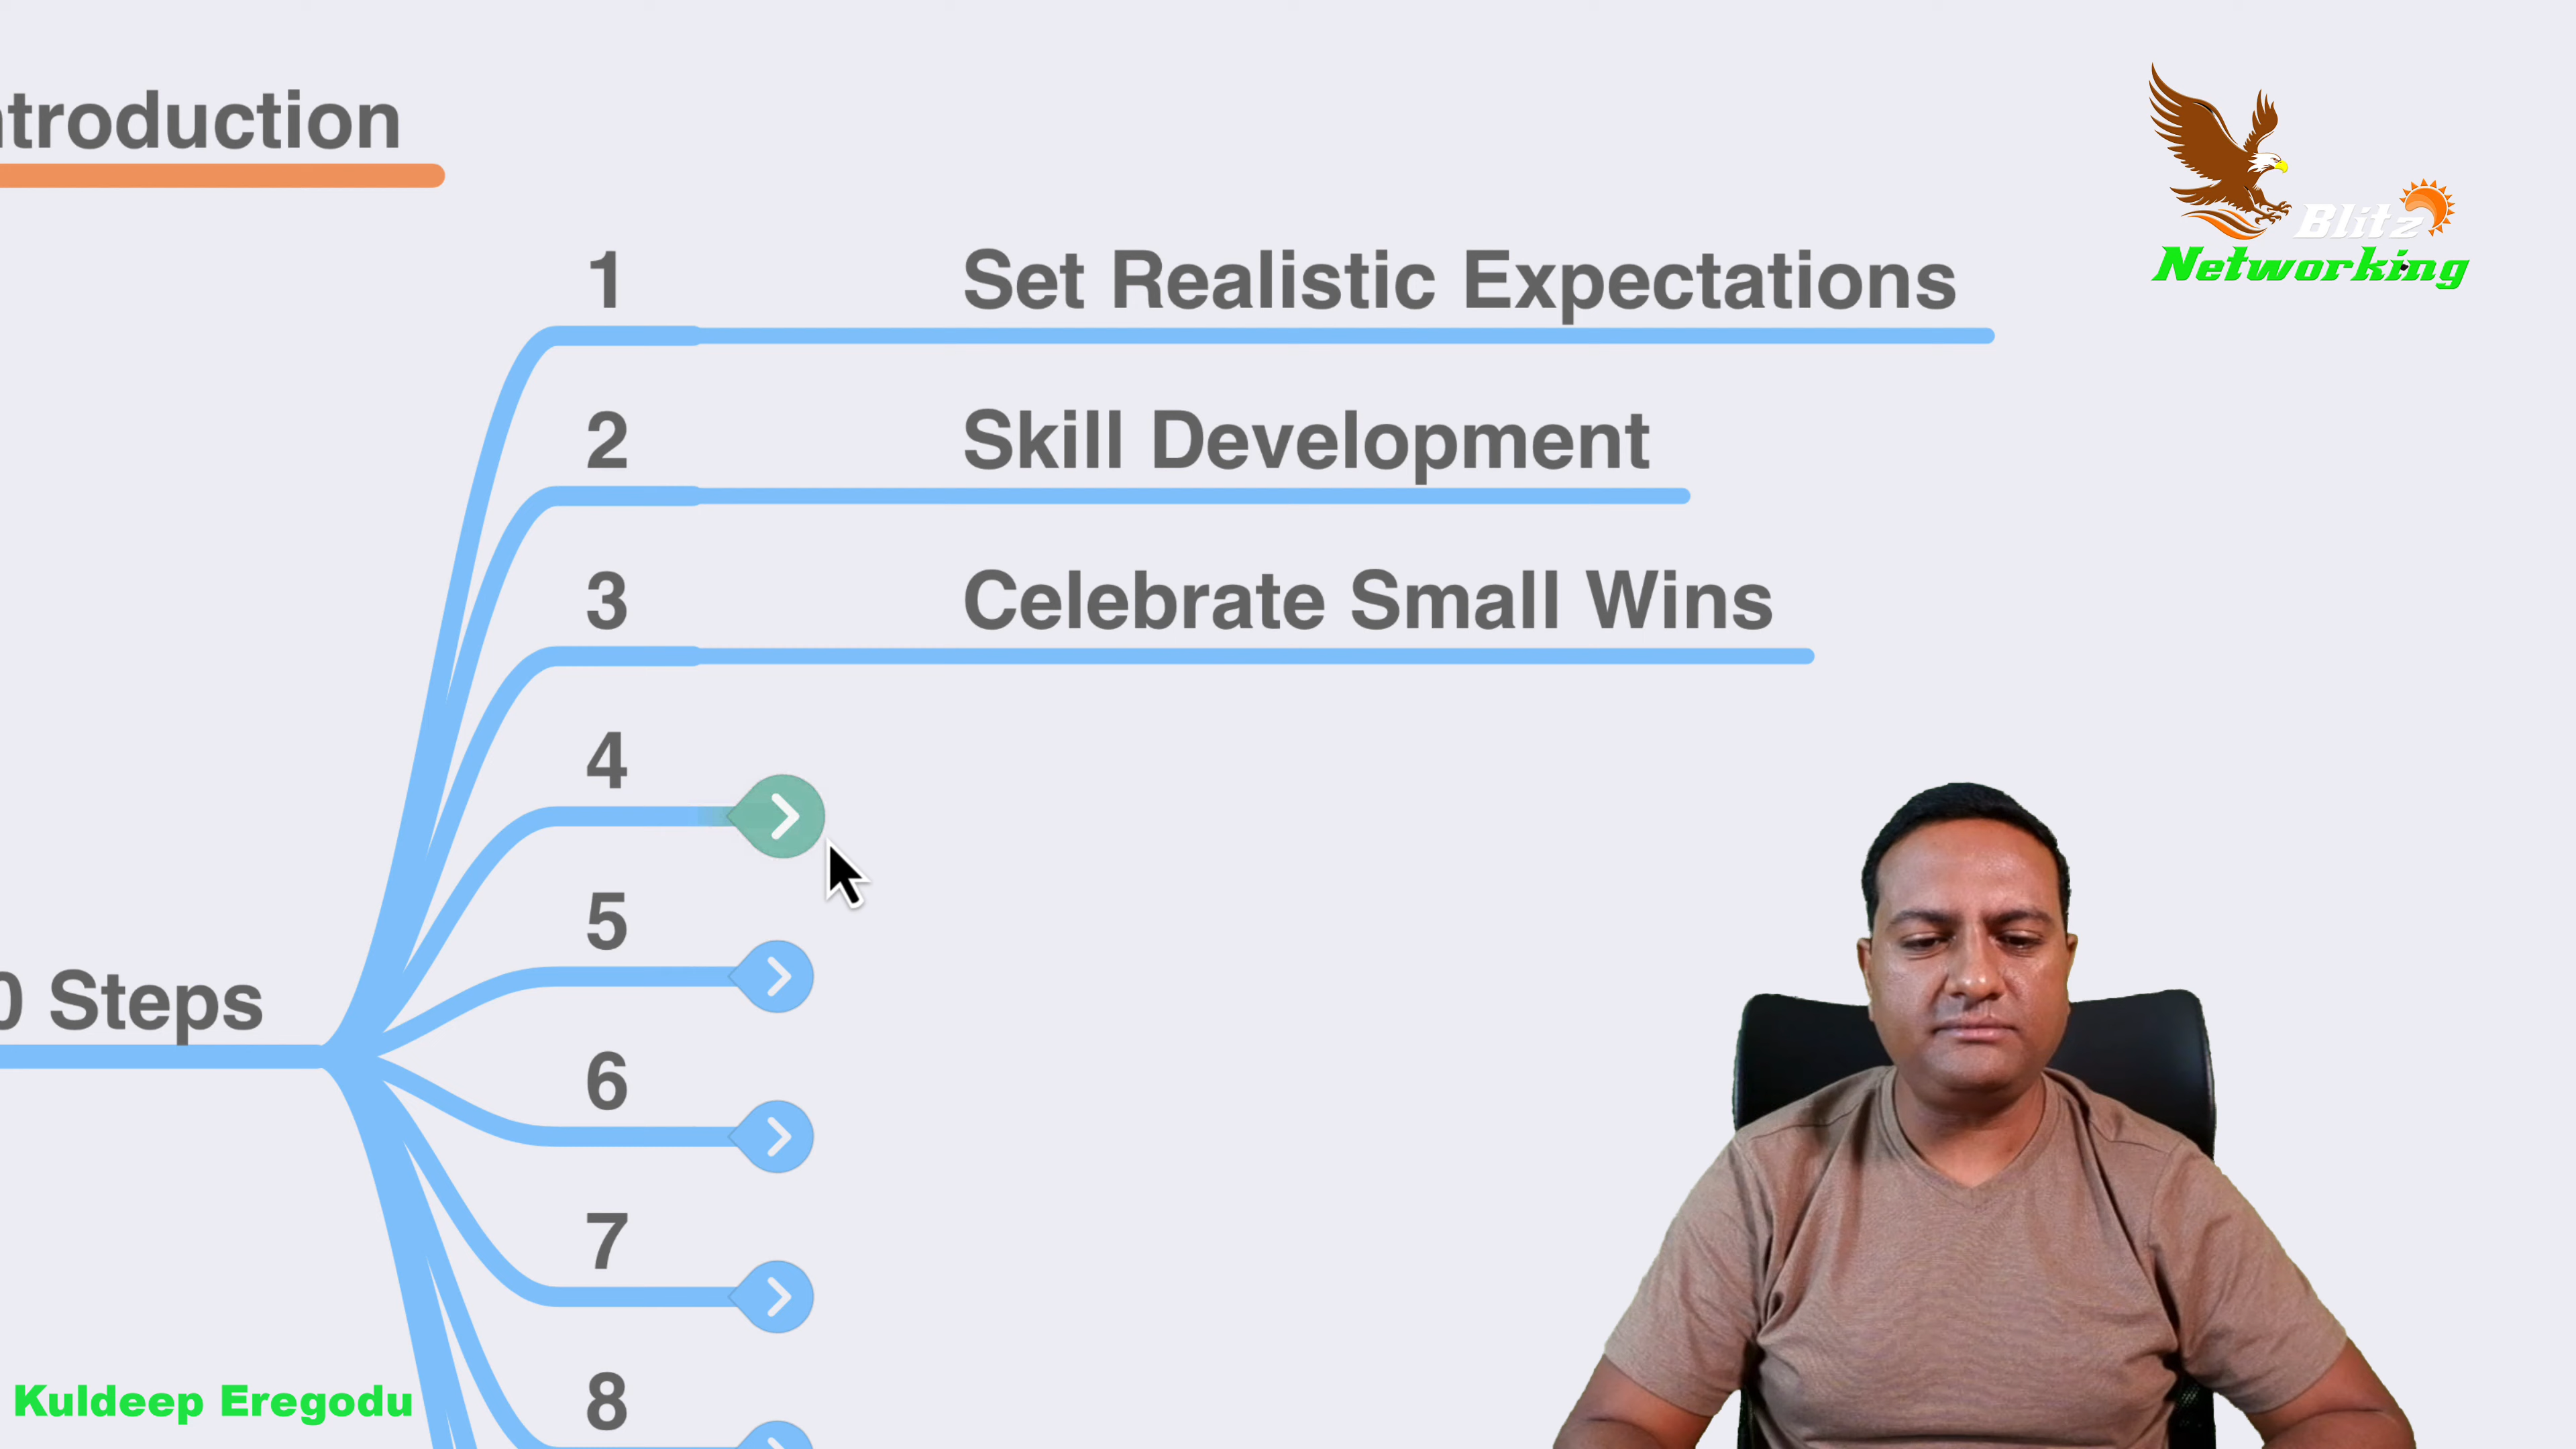 ntroduction
Blitz
Networking
1 Set Realistic Expectations
2 Skill Development
3 Celebrate Small Wins
4
5
0 Steps
6
7
8
Kuldeep Eregodu